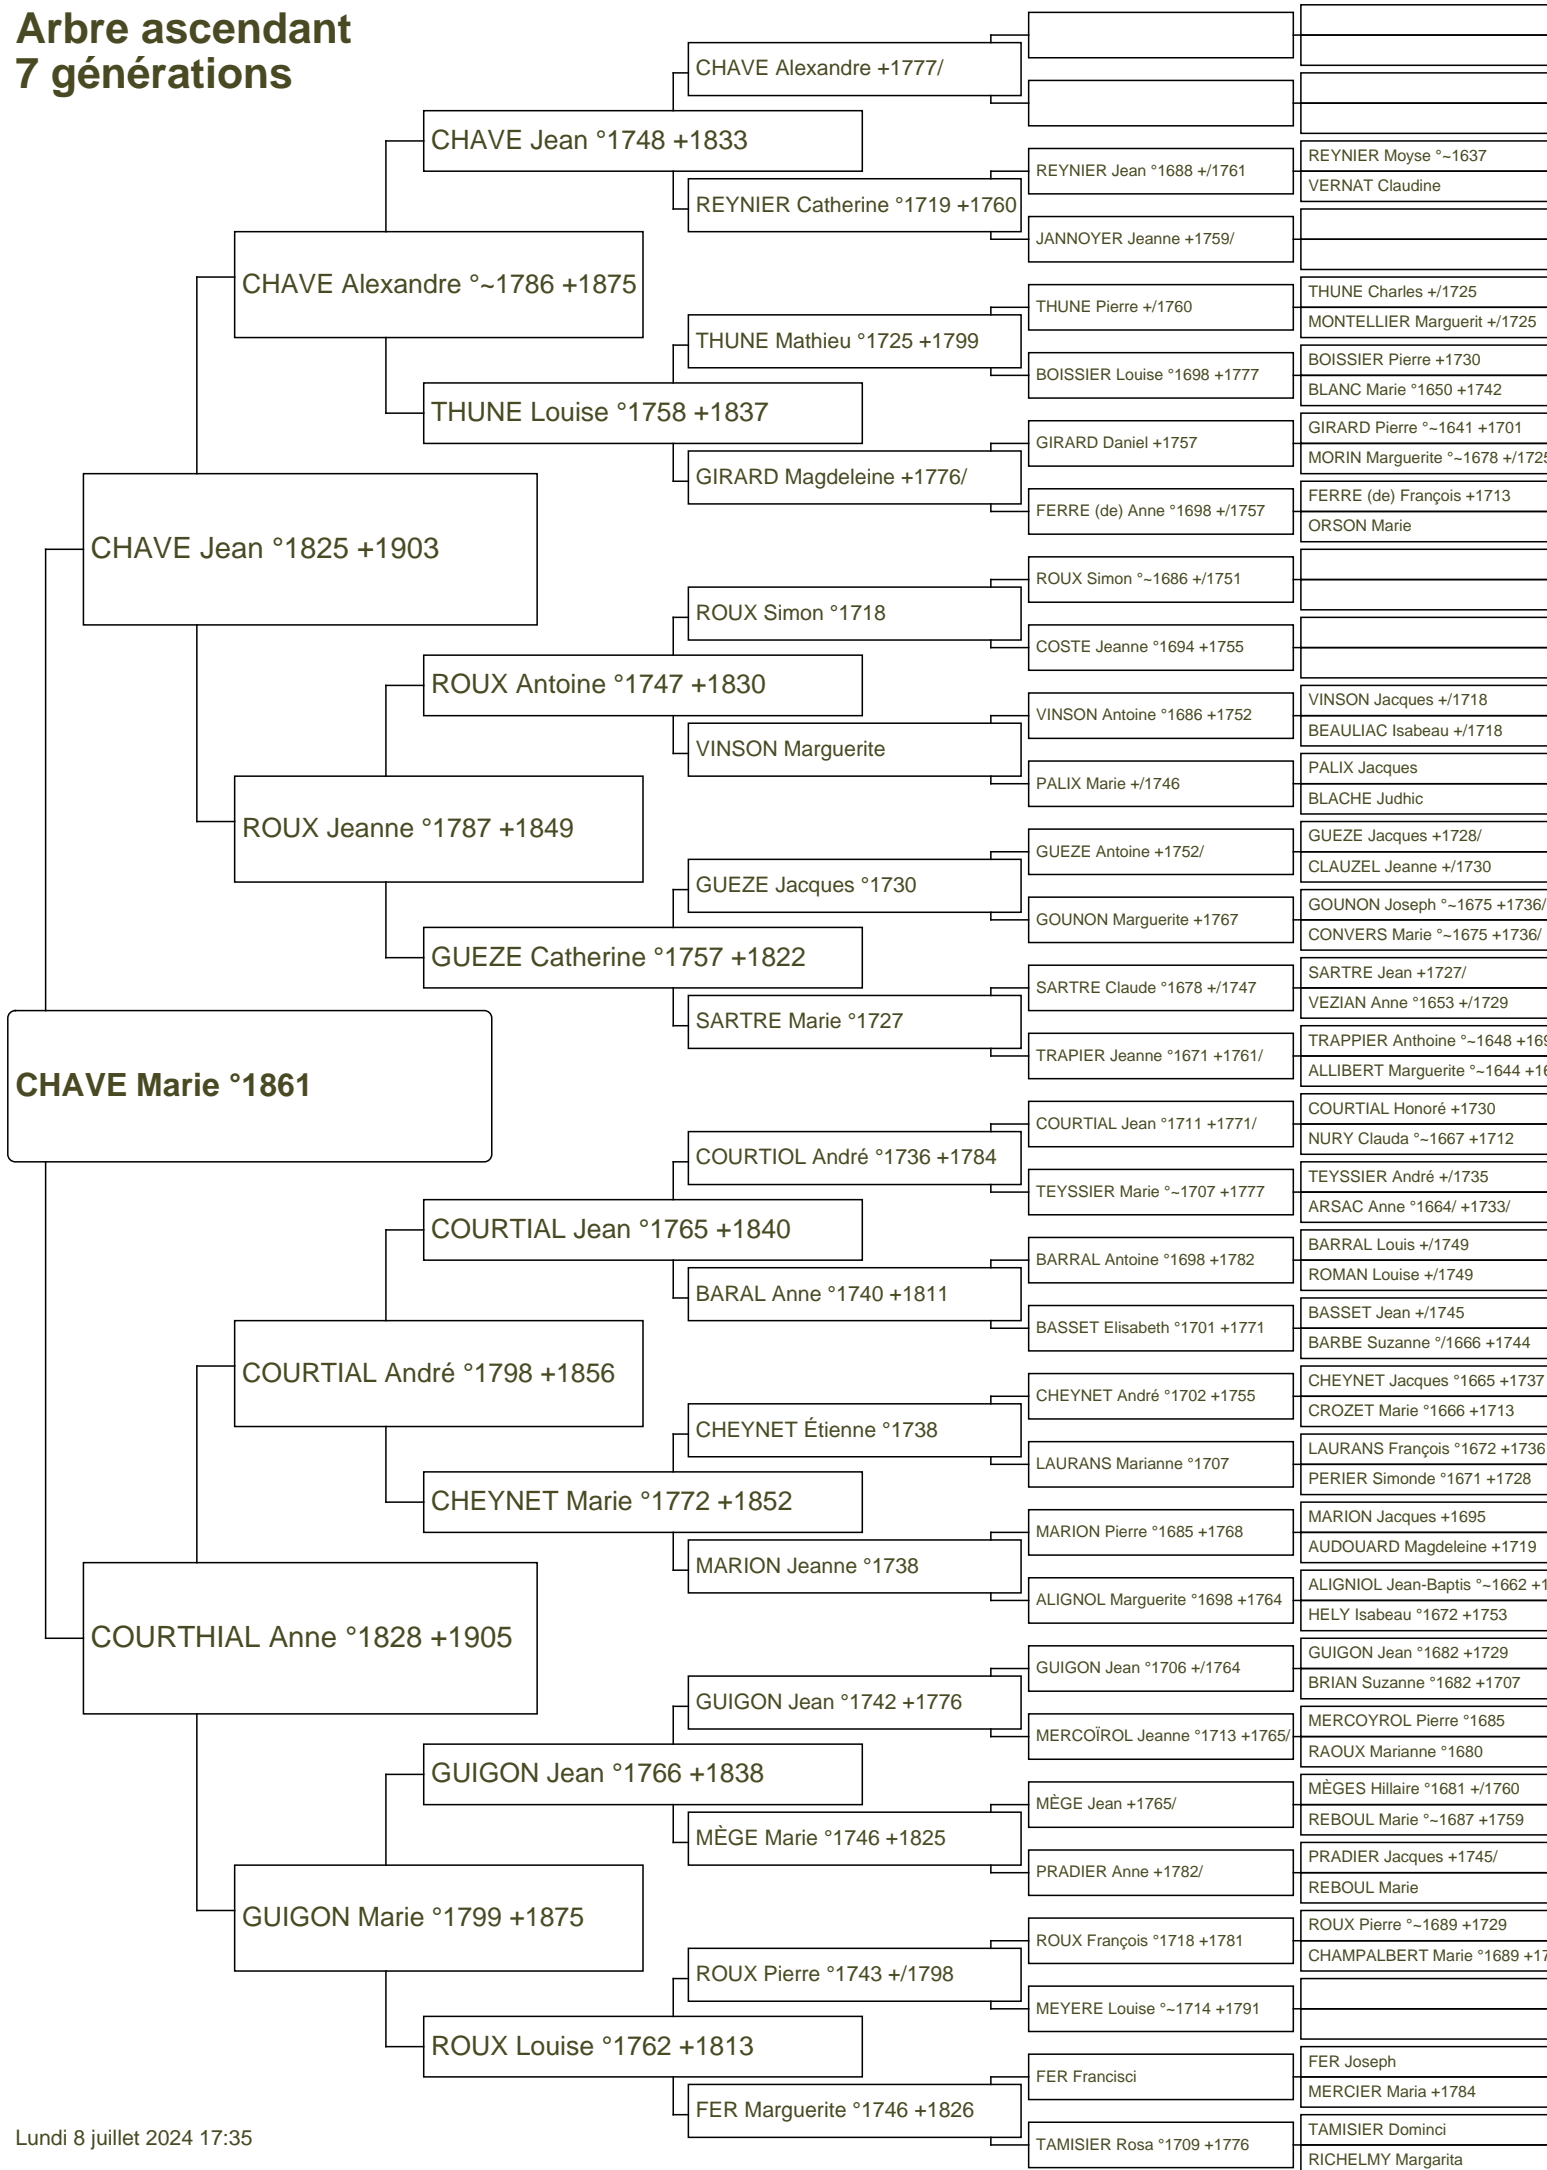 Arbre ascendant
7 générations
CHAVE Marie °1861
CHAVE Jean °1825 +1903
COURTHIAL Anne °1828 +1905
CHAVE Alexandre °~1786 +1875
ROUX Jeanne °1787 +1849
COURTIAL André °1798 +1856
GUIGON Marie °1799 +1875
CHAVE Jean °1748 +1833
THUNE Louise °1758 +1837
ROUX Antoine °1747 +1830
GUEZE Catherine °1757 +1822
COURTIAL Jean °1765 +1840
CHEYNET Marie °1772 +1852
GUIGON Jean °1766 +1838
ROUX Louise °1762 +1813
CHAVE Alexandre +1777/
REYNIER Catherine °1719 +1760
THUNE Mathieu °1725 +1799
GIRARD Magdeleine +1776/
ROUX Simon °1718
VINSON Marguerite
GUEZE Jacques °1730
SARTRE Marie °1727
COURTIOL André °1736 +1784
BARAL Anne °1740 +1811
CHEYNET Étienne °1738
MARION Jeanne °1738
GUIGON Jean °1742 +1776
MÈGE Marie °1746 +1825
ROUX Pierre °1743 +/1798
FER Marguerite °1746 +1826
REYNIER Jean °1688 +/1761
JANNOYER Jeanne +1759/
THUNE Pierre +/1760
BOISSIER Louise °1698 +1777
GIRARD Daniel +1757
FERRE (de) Anne °1698 +/1757
ROUX Simon °~1686 +/1751
COSTE Jeanne °1694 +1755
VINSON Antoine °1686 +1752
PALIX Marie +/1746
GUEZE Antoine +1752/
GOUNON Marguerite +1767
SARTRE Claude °1678 +/1747
TRAPIER Jeanne °1671 +1761/
COURTIAL Jean °1711 +1771/
TEYSSIER Marie °~1707 +1777
BARRAL Antoine °1698 +1782
BASSET Elisabeth °1701 +1771
CHEYNET André °1702 +1755
LAURANS Marianne °1707
MARION Pierre °1685 +1768
ALIGNOL Marguerite °1698 +1764
GUIGON Jean °1706 +/1764
MERCOÏROL Jeanne °1713 +1765/
MÈGE Jean +1765/
PRADIER Anne +1782/
ROUX François °1718 +1781
MEYERE Louise °~1714 +1791
FER Francisci
TAMISIER Rosa °1709 +1776
REYNIER Moyse °~1637
VERNAT Claudine
THUNE Charles +/1725
MONTELLIER Marguerit +/1725
BOISSIER Pierre +1730
BLANC Marie °1650 +1742
GIRARD Pierre °~1641 +1701
MORIN Marguerite °~1678 +/1725
FERRE (de) François +1713
ORSON Marie
VINSON Jacques +/1718
BEAULIAC Isabeau +/1718
PALIX Jacques
BLACHE Judhic
GUEZE Jacques +1728/
CLAUZEL Jeanne +/1730
GOUNON Joseph °~1675 +1736/
CONVERS Marie °~1675 +1736/
SARTRE Jean +1727/
VEZIAN Anne °1653 +/1729
TRAPPIER Anthoine °~1648
ALLIBERT Marguerite °~1644
COURTIAL Honoré +1730
NURY Clauda °~1667 +1712
TEYSSIER André +/1735
ARSAC Anne °1664/ +1733/
BARRAL Louis +/1749
ROMAN Louise +/1749
BASSET Jean +/1745
BARBE Suzanne °/1666 +1744
CHEYNET Jacques °1665 +1737
CROZET Marie °1666 +1713
LAURANS François °1672 +1736
PERIER Simonde °1671 +1728
MARION Jacques +1695
AUDOUARD Magdeleine +1719
ALIGNIOL Jean-Baptis °~1662
HELY Isabeau °1672 +1753
GUIGON Jean °1682 +1729
BRIAN Suzanne °1682 +1707
MERCOYROL Pierre °1685
RAOUX Marianne °1680
MÈGES Hillaire °1681 +/1760
REBOUL Marie °~1687 +1759
PRADIER Jacques +1745/
REBOUL Marie
ROUX Pierre °~1689 +1729
CHAMPALBERT Marie °1689
FER Joseph
MERCIER Maria +1784
TAMISIER Dominci
RICHELMY Margarita
Lundi 8 juillet 2024 17:35